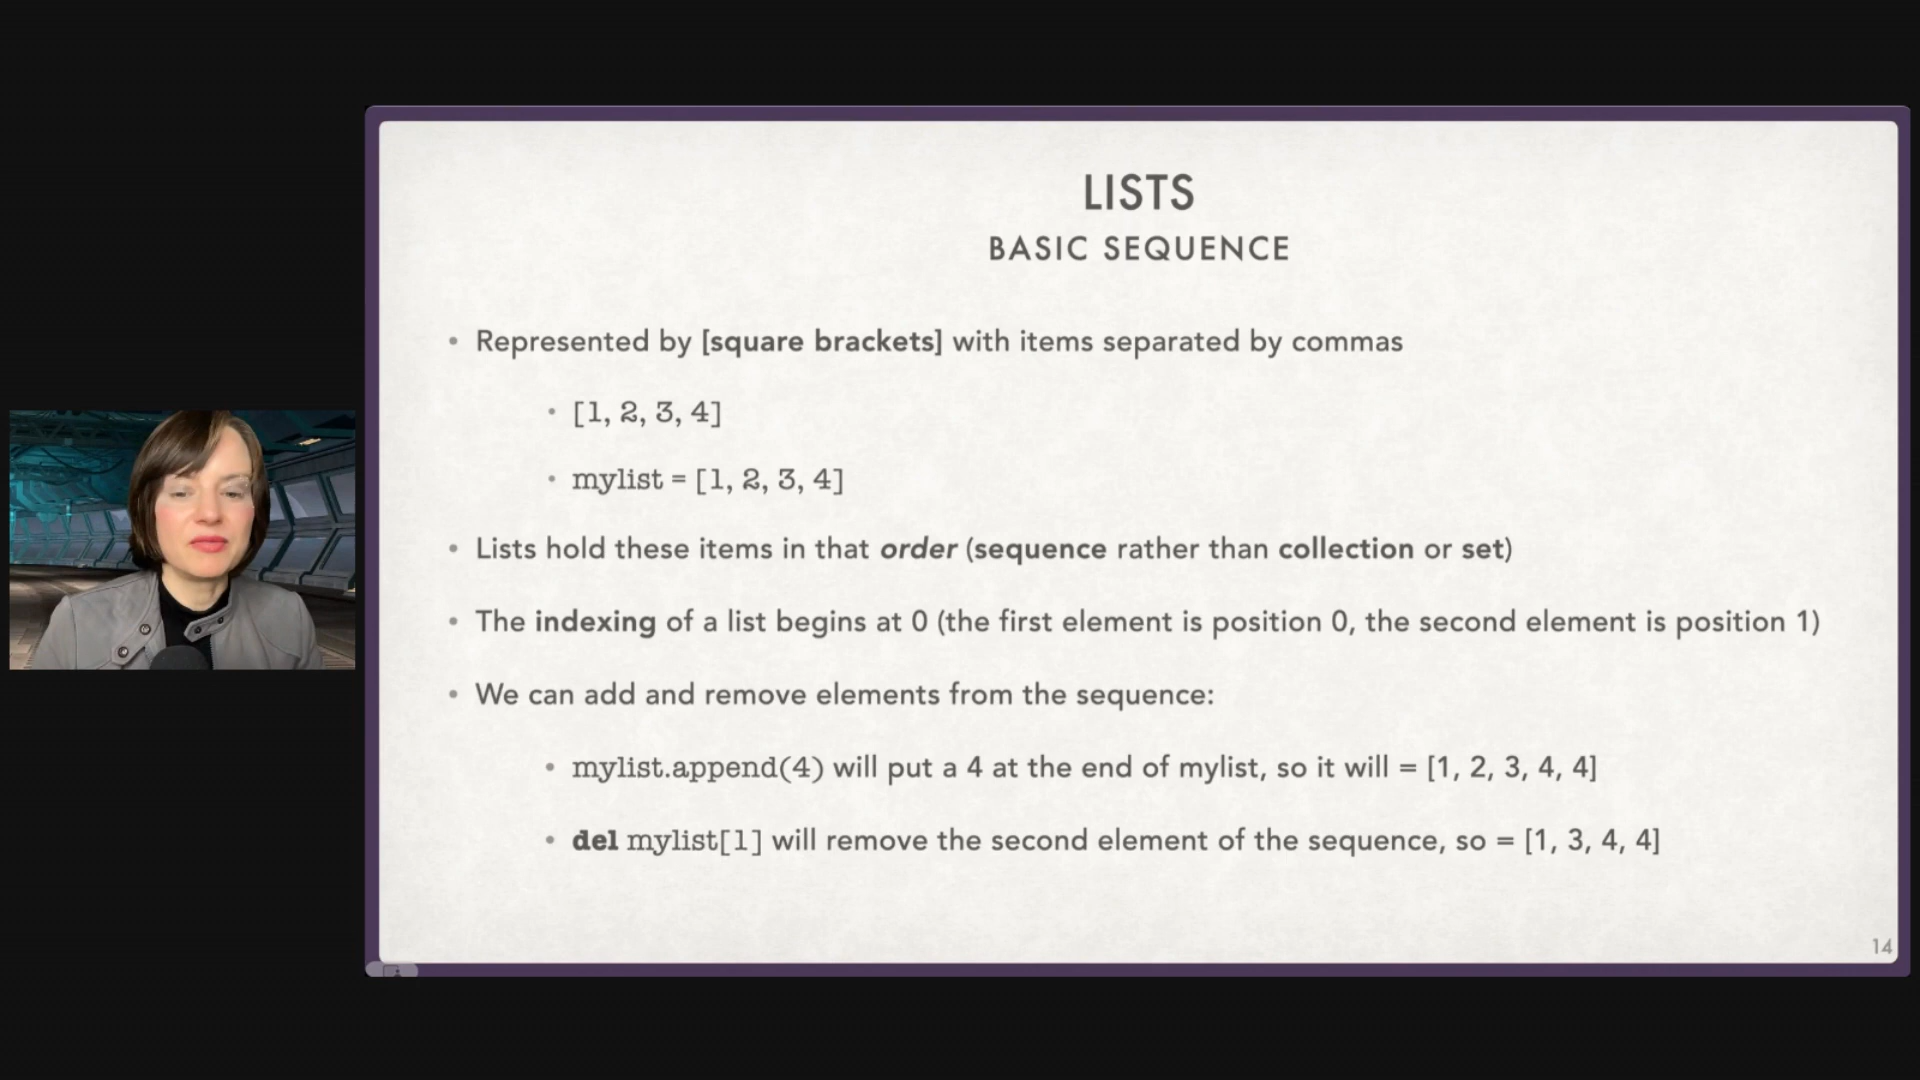 LISTS
BASIC SEQUENCE
• Represented by [square brackets] with items separated by commas
• [1, 2, 3, 4]
• mylist = [1, 2, 3, 4]
• Lists hold these items in that order (sequence rather than collection or set)
• The indexing of a list begins at 0 (the first element is position 0, the second element is position 1)
• We can add and remove elements from the sequence:
• mylist.append(4) will put a 4 at the end of mylist, so it will = [1, 2, 3, 4, 4]
• del mylist[1] will remove the second element of the sequence, so = [1, 3, 4, 4]
14